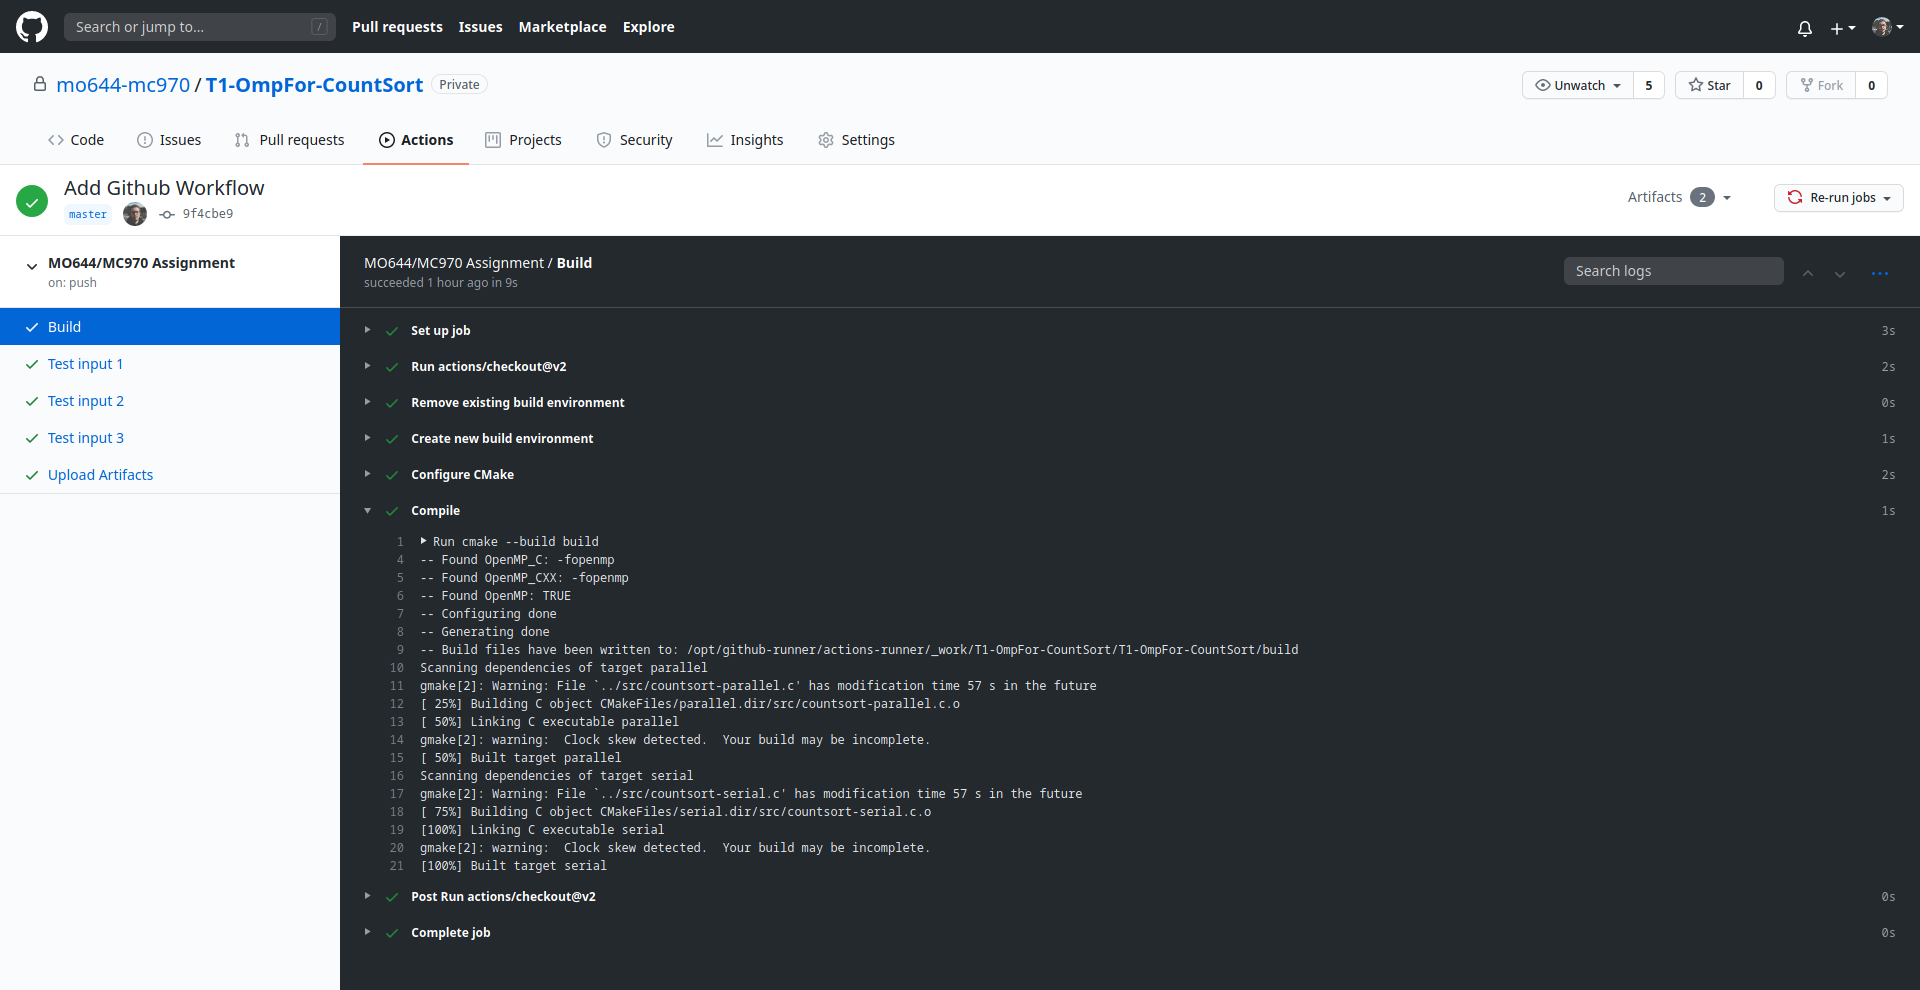 Search or jump to... /
Pull requests Issues Marketplace Explore
mo644-mc970 / T1-OmpFor-CountSort Private
Unwatch 5 Star 0 Fork 0
Code Issues Pull requests Actions Projects Security Insights Settings
Add Github Workflow
master 9f4cbe9
Artifacts 2 Re-run jobs
MO644/MC970 Assignment
on: push
Build
Test input 1
Test input 2
Test input 3
Upload Artifacts
MO644/MC970 Assignment / Build
succeeded 1 hour ago in 9s
Search logs
Set up job 3s
Run actions/checkout@v2 2s
Remove existing build environment 0s
Create new build environment 1s
Configure CMake 2s
Compile 1s
1 Run cmake --build build
4 -- Found OpenMP_C: -fopenmp
5 -- Found OpenMP_CXX: -fopenmp
6 -- Found OpenMP: TRUE
7 -- Configuring done
8 -- Generating done
9 -- Build files have been written to: /opt/github-runner/actions-runner/_work/T1-OmpFor-CountSort/T1-OmpFor-CountSort/build
10 Scanning dependencies of target parallel
11 gmake[2]: Warning: File `../src/countsort-parallel.c' has modification time 57 s in the future
12 [ 25%] Building C object CMakeFiles/parallel.dir/src/countsort-parallel.c.o
13 [ 50%] Linking C executable parallel
14 gmake[2]: warning:  Clock skew detected.  Your build may be incomplete.
15 [ 50%] Built target parallel
16 Scanning dependencies of target serial
17 gmake[2]: Warning: File `../src/countsort-serial.c' has modification time 57 s in the future
18 [ 75%] Building C object CMakeFiles/serial.dir/src/countsort-serial.c.o
19 [100%] Linking C executable serial
20 gmake[2]: warning:  Clock skew detected.  Your build may be incomplete.
21 [100%] Built target serial
Post Run actions/checkout@v2 0s
Complete job 0s